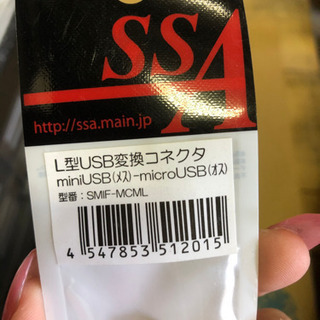 SSA
http://ssa.main.jp
L型USB変換コネクタ
miniUSB(ﾒｽ)-microUSB(ｵｽ)
型番：SMIF-MCML
4 547853 512015